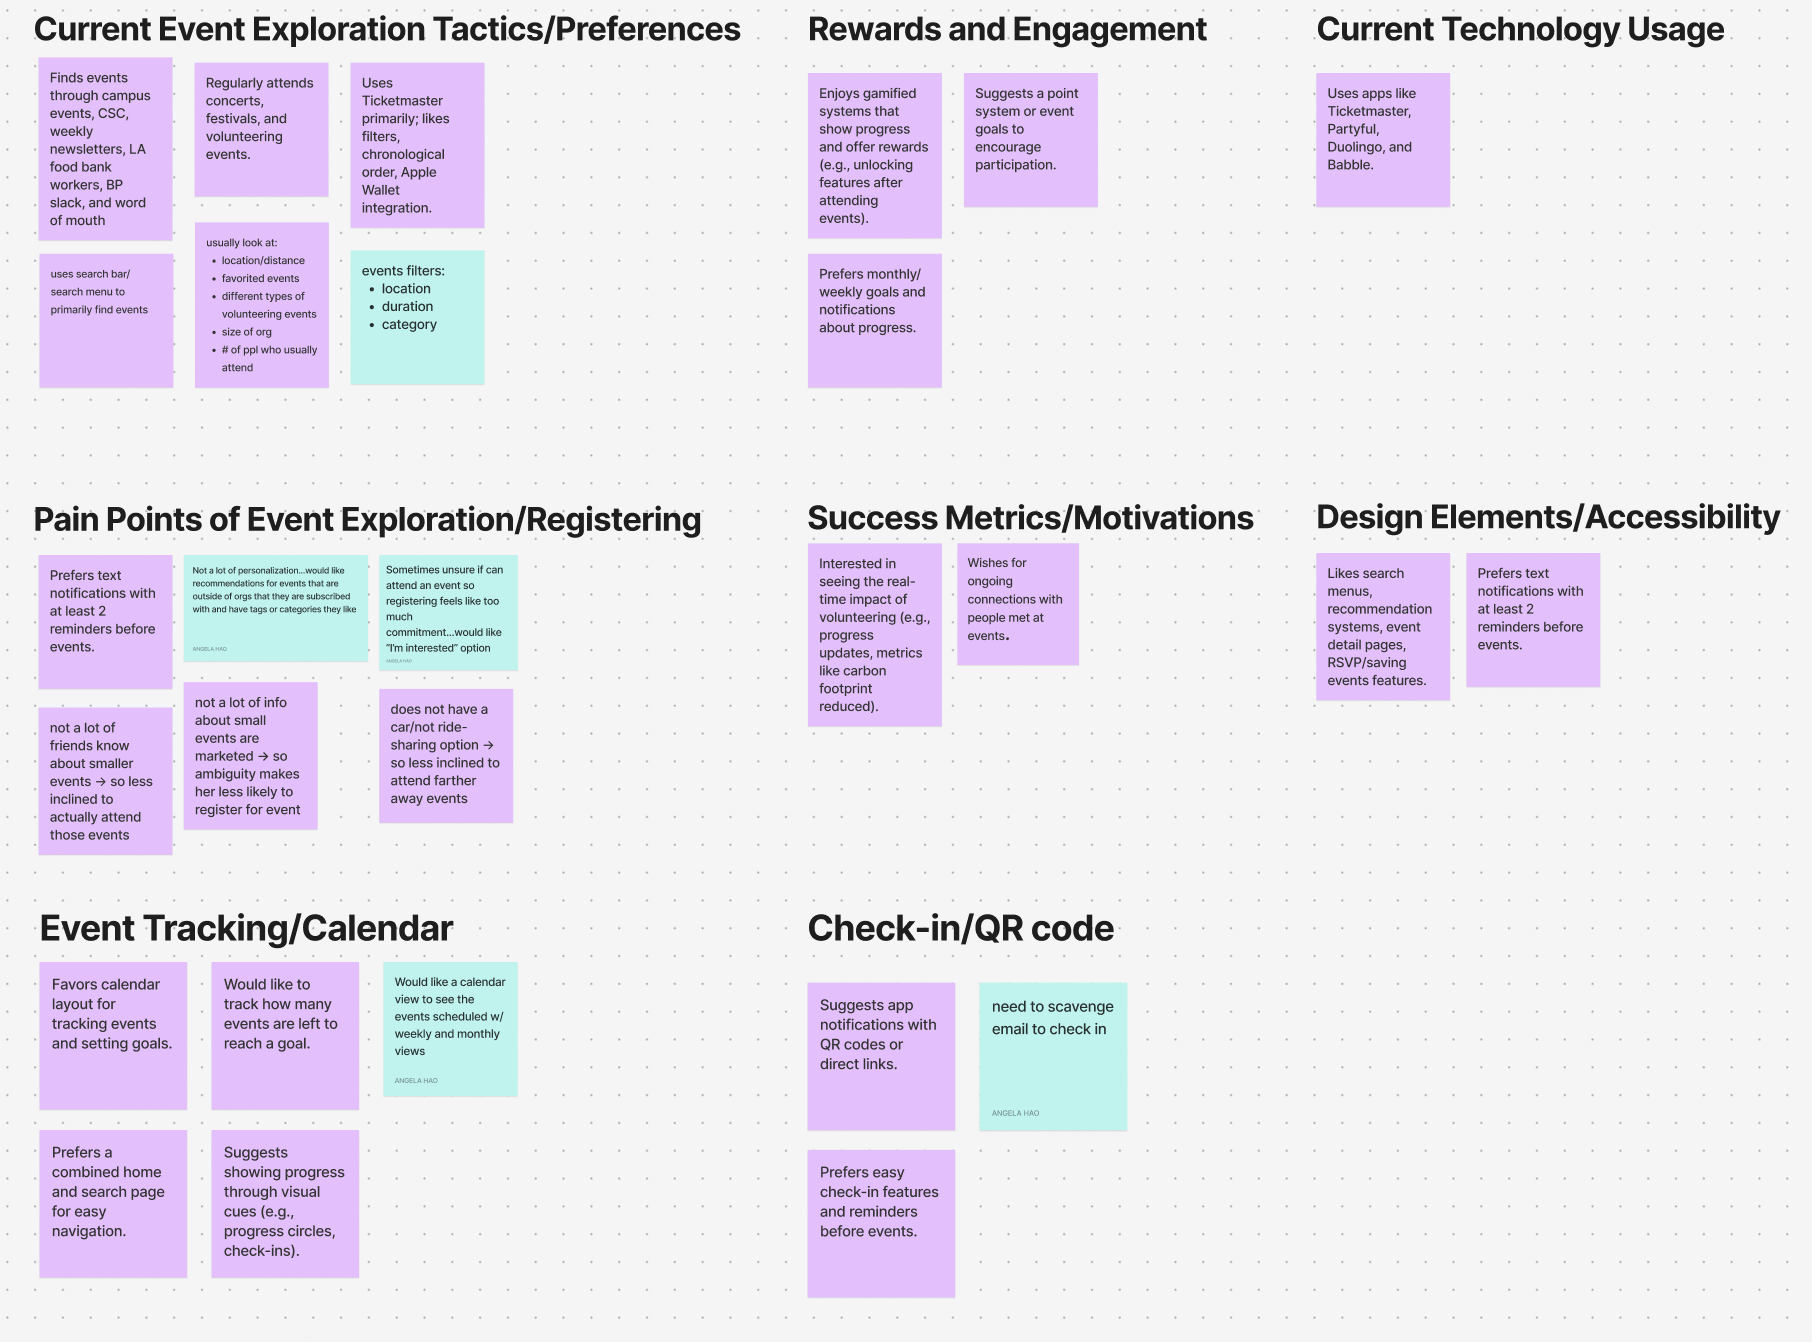 Current Event Exploration Tactics/Preferences
Finds events
through campus
events, CSC,
weekly
newsletters, LA
food bank
workers, BP
slack, and word
of mouth
Regularly attends
concerts,
festivals, and
volunteering
events.
Uses
Ticketmaster
primarily; likes
filters,
chronological
order, Apple
Wallet
integration.
uses search bar/
search menu to
primarily find events
usually look at:
• location/distance
• favorited events
• different types of
volunteering events
• size of org
• # of ppl who usually
attend
events filters:
• location
• duration
• category
Rewards and Engagement
Enjoys gamified
systems that
show progress
and offer rewards
(e.g., unlocking
features after
attending
events).
Suggests a point
system or event
goals to
encourage
participation.
Prefers monthly/
weekly goals and
notifications
about progress.
Current Technology Usage
Uses apps like
Ticketmaster,
Partyful,
Duolingo, and
Babble.
Pain Points of Event Exploration/Registering
Prefers text
notifications with
at least 2
reminders before
events.
Not a lot of personalization...would like
recommendations for events that are
outside of orgs that they are subscribed
with and have tags or categories they like
ANGELA HAO
Sometimes unsure if can
attend an event so
registering feels like too
much
commitment...would like
"I'm interested" option
ANGELA HAO
not a lot of
friends know
about smaller
events → so less
inclined to
actually attend
those events
not a lot of info
about small
events are
marketed → so
ambiguity makes
her less likely to
register for event
does not have a
car/not ride-
sharing option →
so less inclined to
attend farther
away events
Success Metrics/Motivations
Interested in
seeing the real-
time impact of
volunteering (e.g.,
progress
updates, metrics
like carbon
footprint
reduced).
Wishes for
ongoing
connections with
people met at
events.
Design Elements/Accessibility
Likes search
menus,
recommendation
systems, event
detail pages,
RSVP/saving
events features.
Prefers text
notifications with
at least 2
reminders before
events.
Event Tracking/Calendar
Favors calendar
layout for
tracking events
and setting goals.
Would like to
track how many
events are left to
reach a goal.
Would like a calendar
view to see the
events scheduled w/
weekly and monthly
views
ANGELA HAO
Prefers a
combined home
and search page
for easy
navigation.
Suggests
showing progress
through visual
cues (e.g.,
progress circles,
check-ins).
Check-in/QR code
Suggests app
notifications with
QR codes or
direct links.
need to scavenge
email to check in
ANGELA HAO
Prefers easy
check-in features
and reminders
before events.